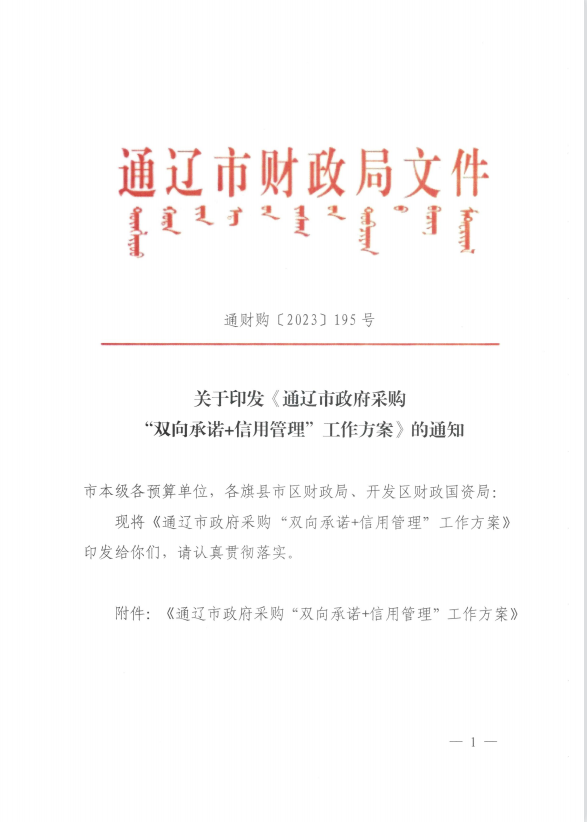 通辽市财政局文件
通财购〔2023〕195号
关于印发《通辽市政府采购
“双向承诺+信用管理”工作方案》的通知
市本级各预算单位，各旗县市区财政局、开发区财政国资局：
现将《通辽市政府采购“双向承诺+信用管理”工作方案》
印发给你们，请认真贯彻落实。
附件：《通辽市政府采购“双向承诺+信用管理”工作方案》
— 1 —